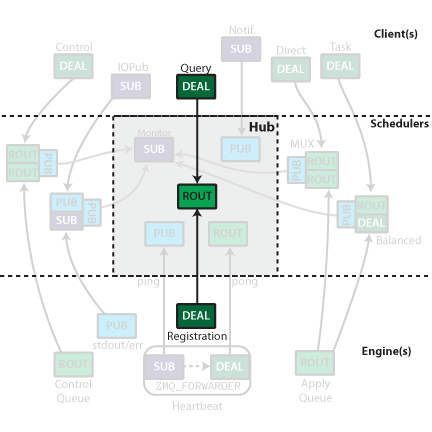 Client(s)
Notif.
SUB
Control
DEAL
IOPub
SUB
Query
DEAL
Direct
DEAL
Task
DEAL
Schedulers
Hub
Monitor
SUB
PUB
MUX
ROUT
ROUT
PUB
PUB
ROUT
ROUT
PUB
SUB
PUB
ROUT
PUB
ROUT
DEAL
Balanced
PUB
ROUT
ping
pong
DEAL
Registration
PUB
stdout/err
Engine(s)
ROUT
Control
Queue
SUB
DEAL
ZMQ_FORWARDER
Heartbeat
ROUT
Apply
Queue